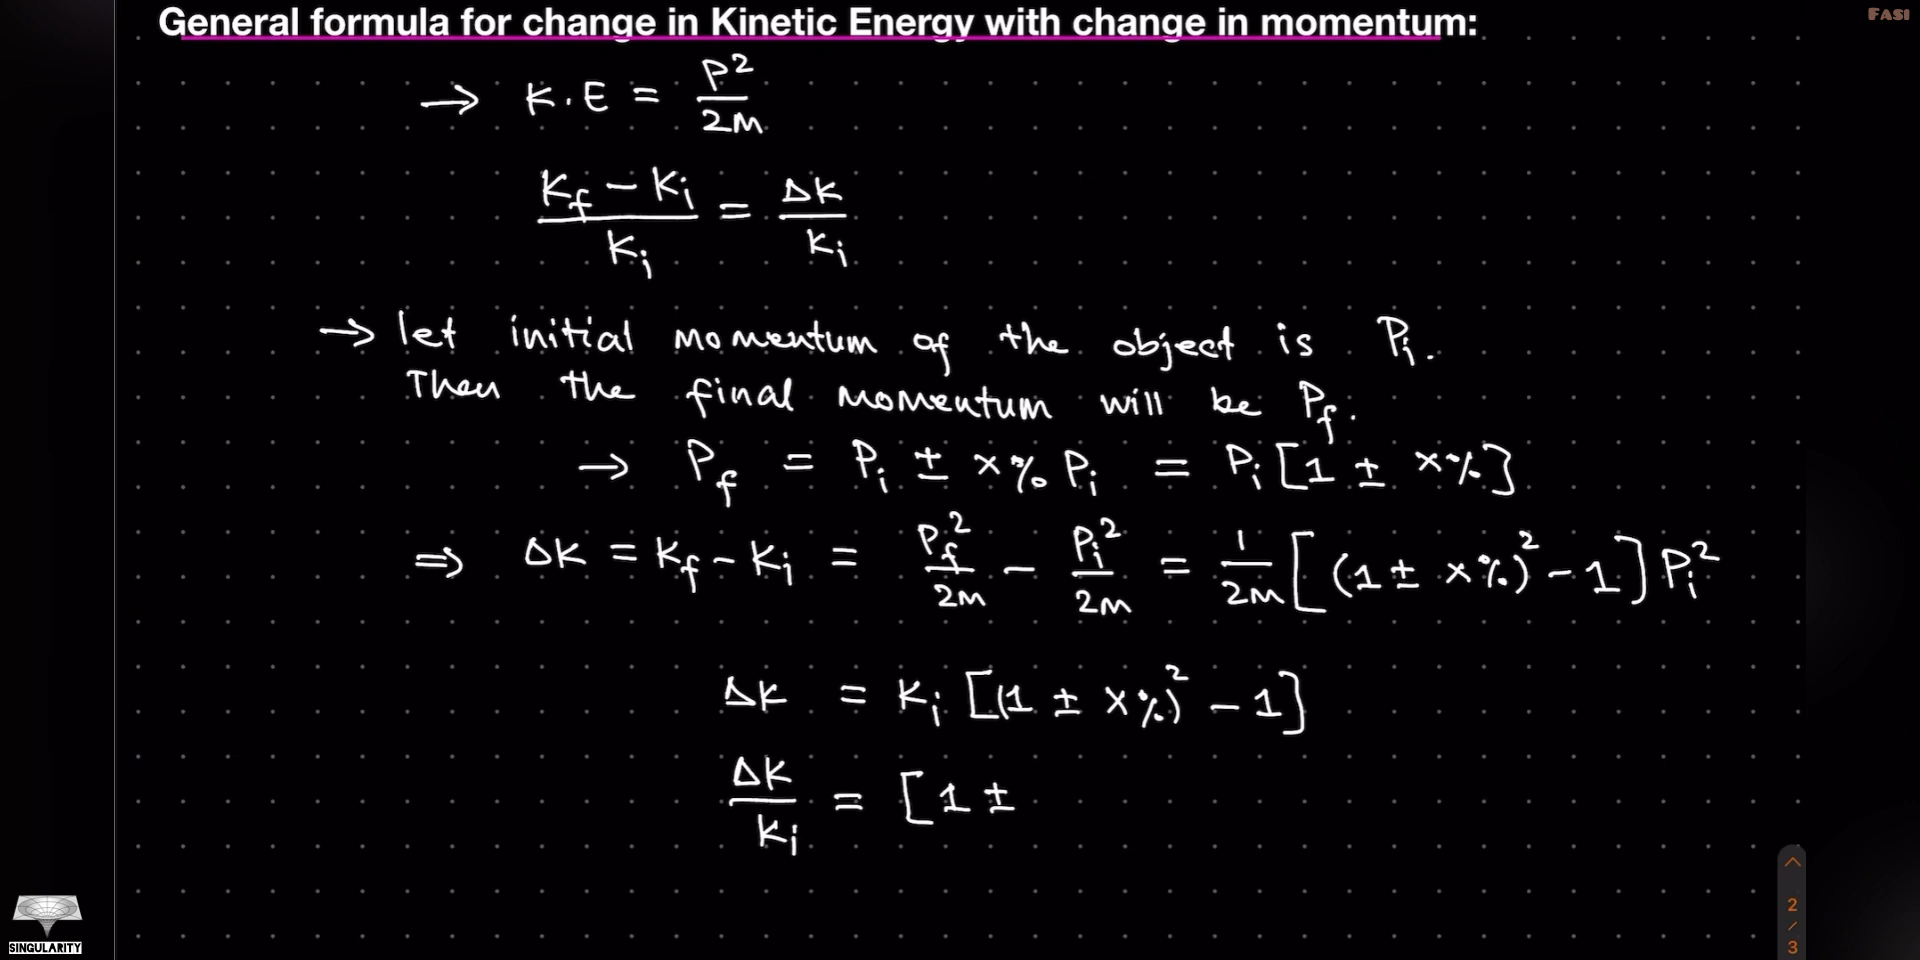 General formula for change in Kinetic Energy with change in momentum:
FASI
→ K.E = P²/2M
(Kf - Ki)/Ki = ΔK/Ki
→ let initial momentum of the object is Pi.
Then the final momentum will be Pf.
→ Pf = Pi ± x% Pi = Pi [1 ± x%]
⇒ ΔK = Kf - Ki = Pf²/2M - Pi²/2M = 1/2M [(1 ± x%)² - 1] Pi²
ΔK = Ki [(1 ± x%)² - 1]
ΔK/Ki = [1 ±
2
/
3
SINGULARITY